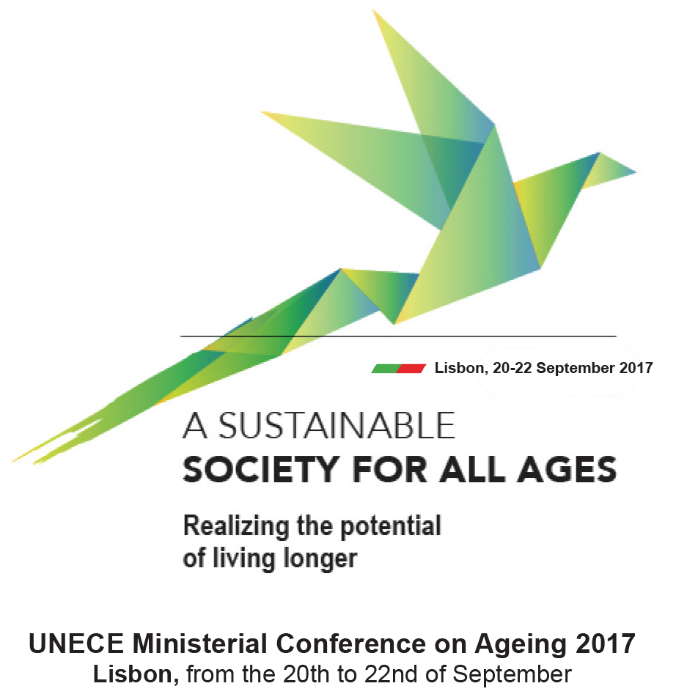 Lisbon, 20-22 September 2017
A SUSTAINABLE
SOCIETY FOR ALL AGES
Realizing the potential
of living longer
UNECE Ministerial Conference on Ageing 2017
Lisbon, from the 20th to 22nd of September